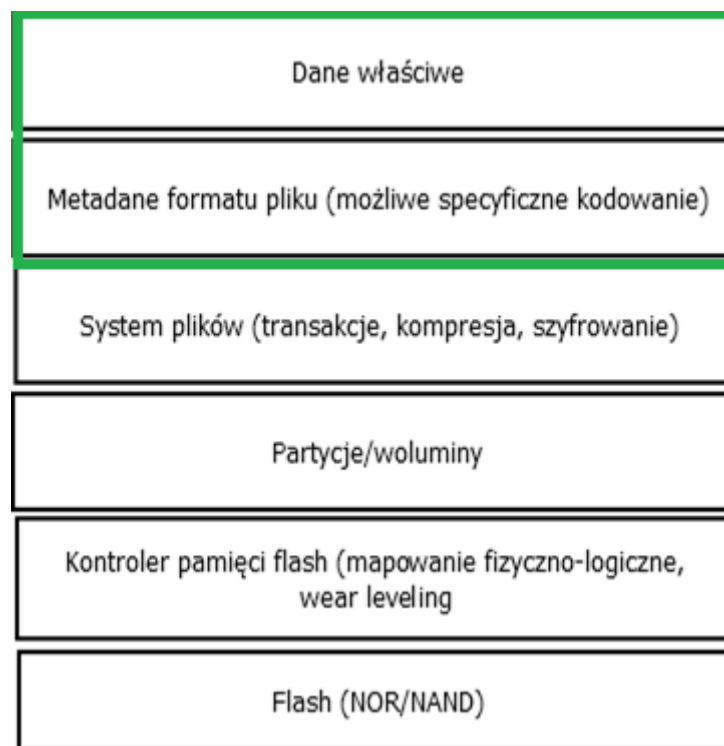 Dane właściwe
Metadane formatu pliku (możliwe specyficzne kodowanie)
System plików (transakcje, kompresja, szyfrowanie)
Partycje/woluminy
Kontroler pamięci flash (mapowanie fizyczno-logiczne,
wear leveling
Flash (NOR/NAND)